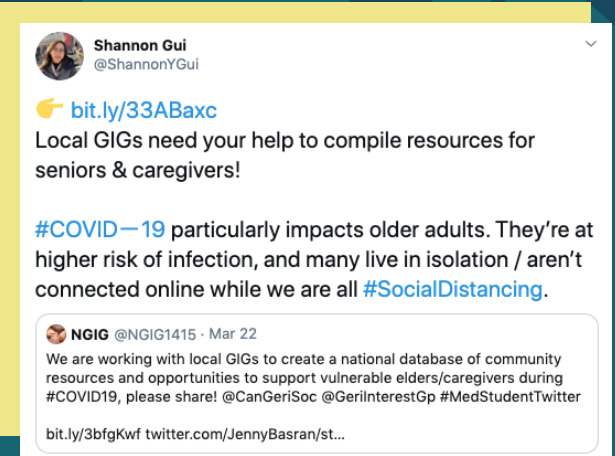 Shannon Gui
@ShannonYGui
👉 bit.ly/33ABaxc
Local GIGs need your help to compile resources for
seniors & caregivers!
#COVID—19 particularly impacts older adults. They’re at
higher risk of infection, and many live in isolation / aren’t
connected online while we are all #SocialDistancing.
NGIG @NGIG1415 · Mar 22
We are working with local GIGs to create a national database of community
resources and opportunities to support vulnerable elders/caregivers during
#COVID19, please share! @CanGeriSoc @GeriInterestGp #MedStudentTwitter
bit.ly/3bfgKwf twitter.com/JennyBasran/st...